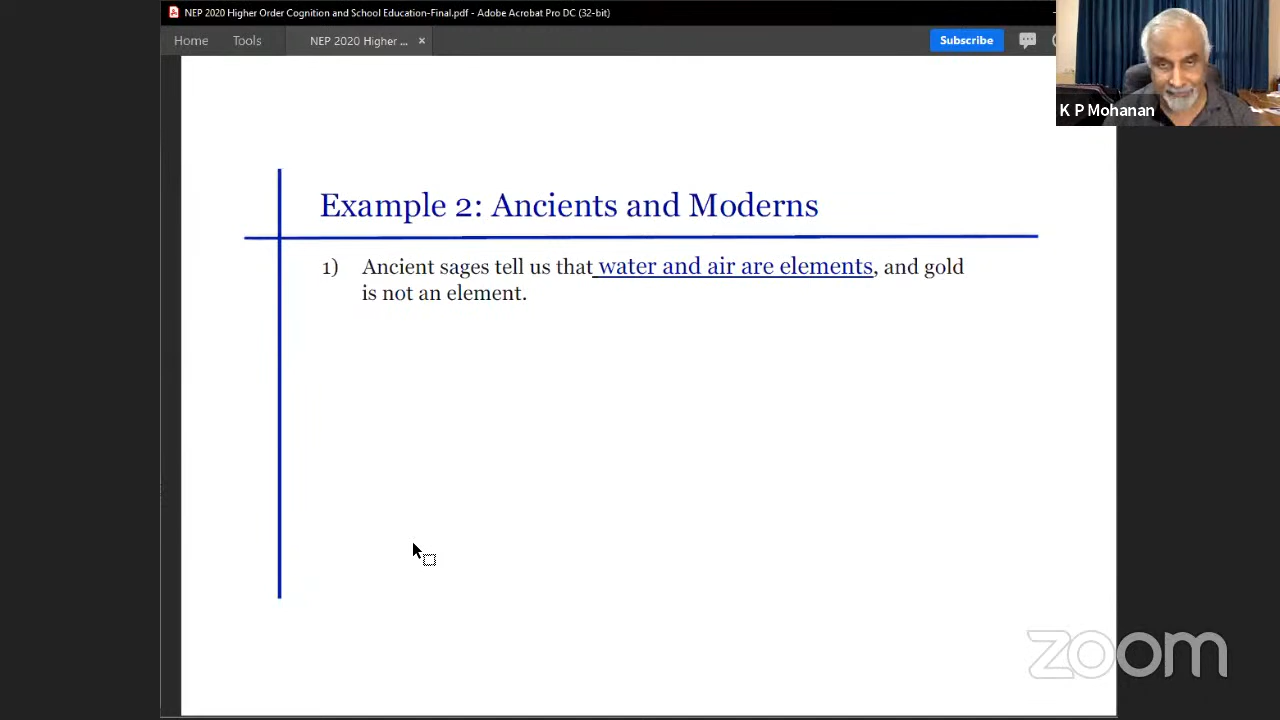 NEP 2020 Higher Order Cognition and School Education-Final.pdf - Adobe Acrobat Pro DC (32-bit)
Home Tools NEP 2020 Higher ... × Subscribe
K P Mohanan
Example 2: Ancients and Moderns
1) Ancient sages tell us that water and air are elements, and gold
is not an element.
zoom